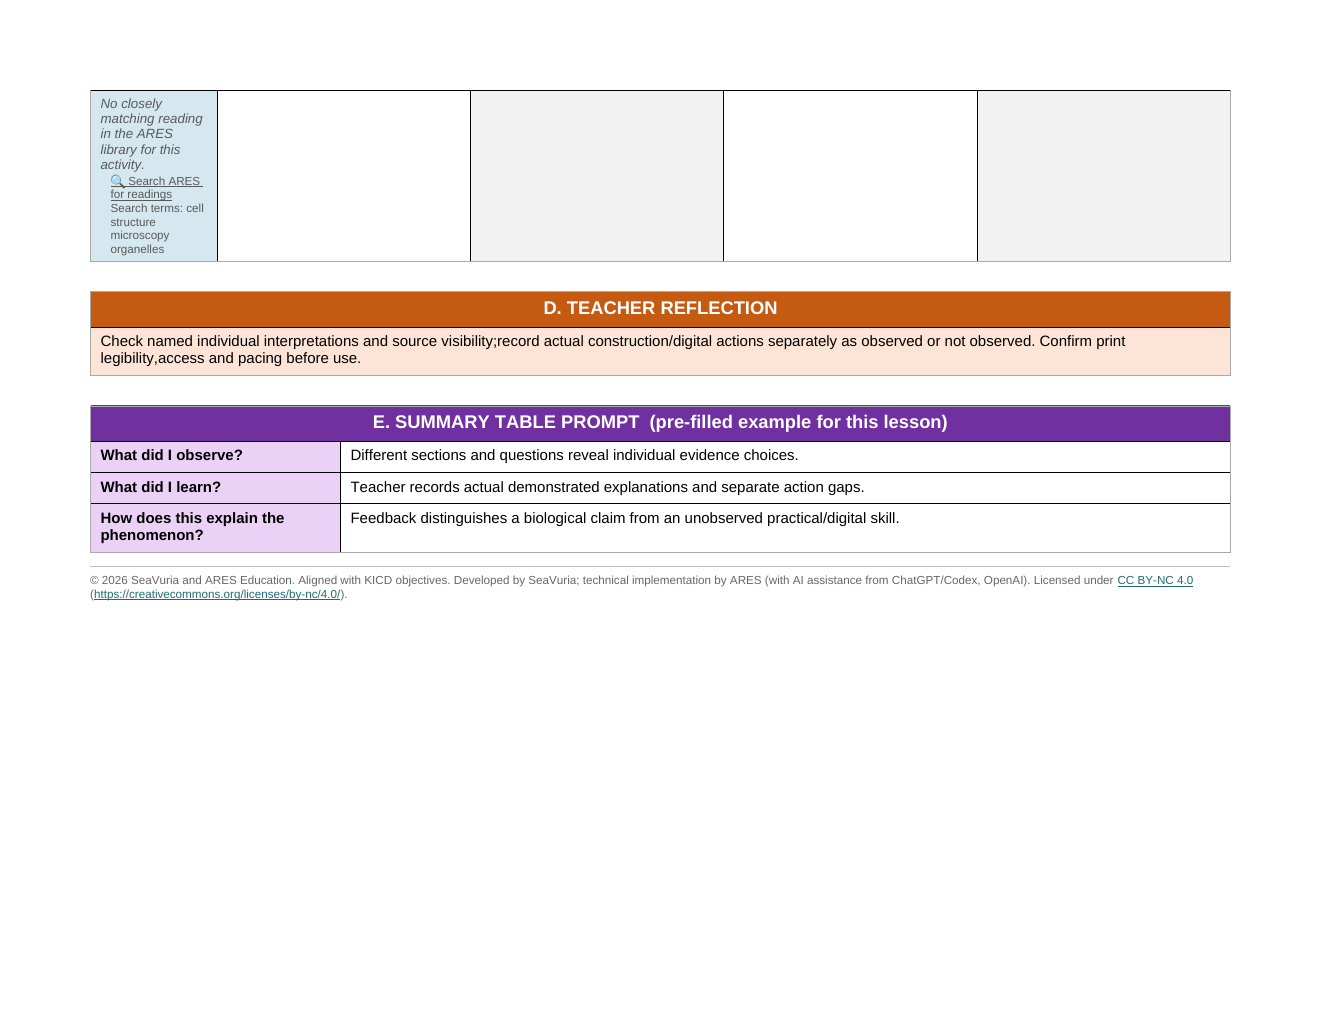 No closely
matching reading
in the ARES
library for this
activity.
🔍 Search ARES
for readings
Search terms: cell
structure
microscopy
organelles
D. TEACHER REFLECTION
Check named individual interpretations and source visibility;record actual construction/digital actions separately as observed or not observed. Confirm print
legibility,access and pacing before use.
E. SUMMARY TABLE PROMPT  (pre-filled example for this lesson)
What did I observe?
Different sections and questions reveal individual evidence choices.
What did I learn?
Teacher records actual demonstrated explanations and separate action gaps.
How does this explain the
phenomenon?
Feedback distinguishes a biological claim from an unobserved practical/digital skill.
© 2026 SeaVuria and ARES Education. Aligned with KICD objectives. Developed by SeaVuria; technical implementation by ARES (with AI assistance from ChatGPT/Codex, OpenAI). Licensed under CC BY-NC 4.0
(https://creativecommons.org/licenses/by-nc/4.0/).